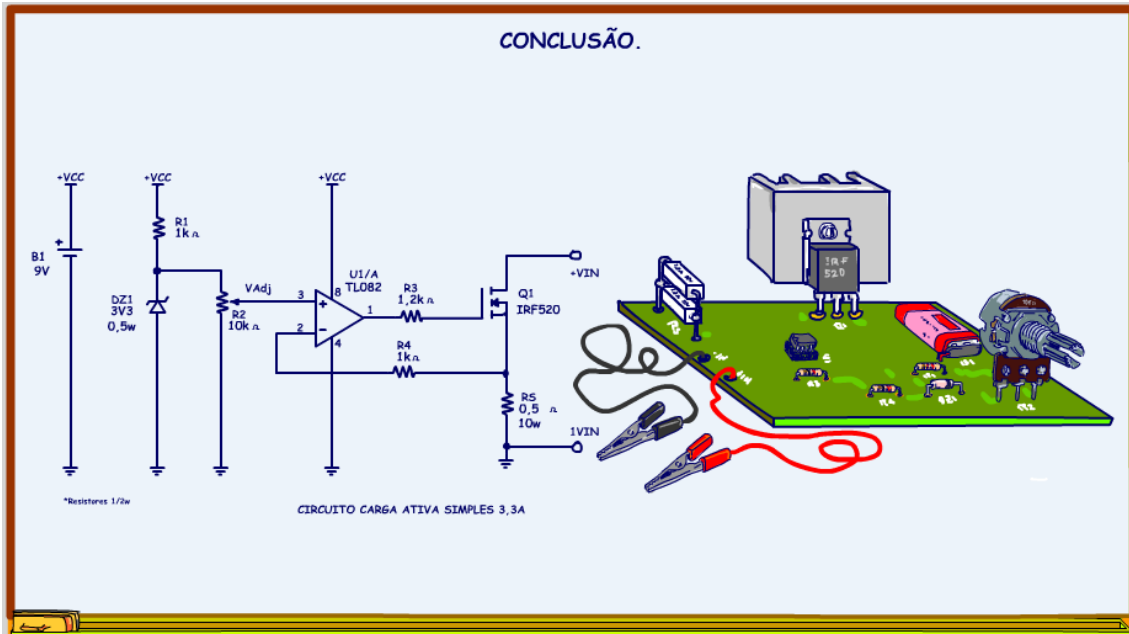 CONCLUSÃO.
+VCC
+VCC
+VCC
B1
9V
+
R1
1kΩ
DZ1
3V3
0,5w
VAdj
R2
10kΩ
U1/A
TL082
3
+
8
1
2
−
4
R3
1,2kΩ
R4
1kΩ
Q1
IRF520
+VIN
R5
0,5 Ω
10w
1VIN
*Resistores 1/2w
CIRCUITO CARGA ATIVA SIMPLES 3,3A
IRF
520
R3
R4